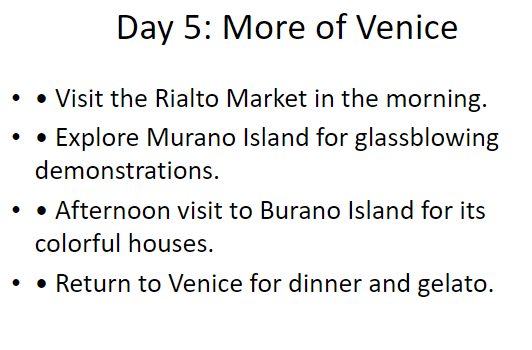 Day 5: More of Venice
• • Visit the Rialto Market in the morning.
• • Explore Murano Island for glassblowing
demonstrations.
• • Afternoon visit to Burano Island for its
colorful houses.
• • Return to Venice for dinner and gelato.